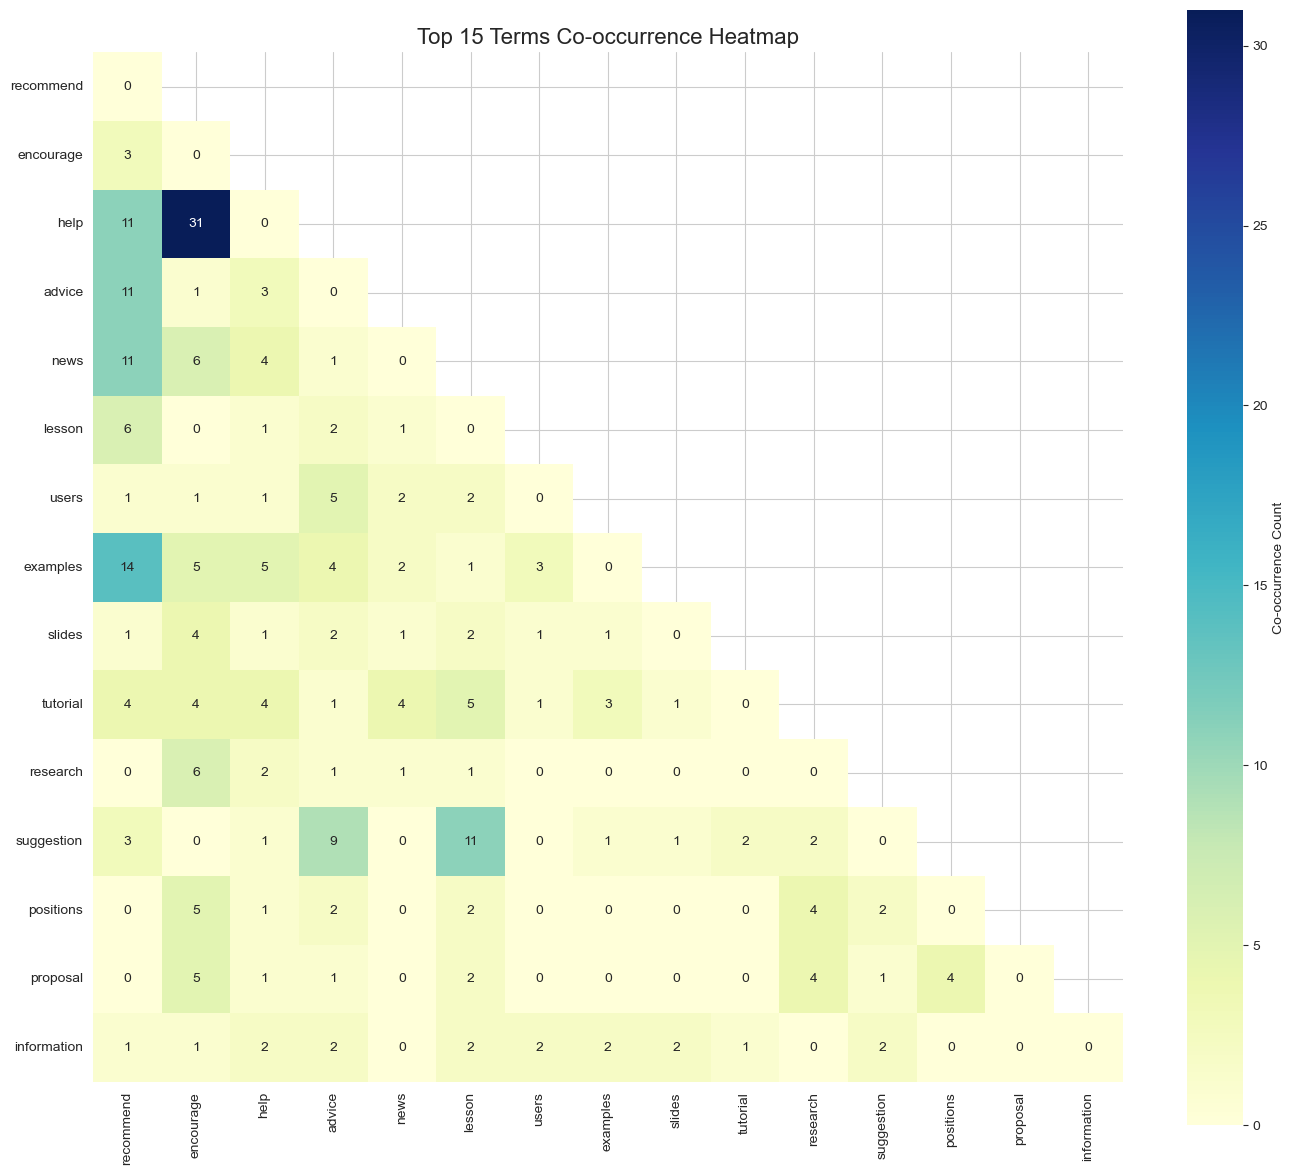 Top 15 Terms Co-occurrence Heatmap
recommend 0
encourage 3 0
help 11 31 0
advice 11 1 3 0
news 11 6 4 1 0
lesson 6 0 1 2 1 0
users 1 1 1 5 2 2 0
examples 14 5 5 4 2 1 3 0
slides 1 4 1 2 1 2 1 1 0
tutorial 4 4 4 1 4 5 1 3 1 0
research 0 6 2 1 1 1 0 0 0 0 0
suggestion 3 0 1 9 0 11 0 1 1 2 2 0
positions 0 5 1 2 0 2 0 0 0 0 4 2 0
proposal 0 5 1 1 0 2 0 0 0 0 4 1 4 0
information 1 1 2 2 0 2 2 2 2 1 0 2 0 0 0
recommend encourage help advice news lesson users examples slides tutorial research suggestion positions proposal information
30
25
20
15
10
5
0
Co-occurrence Count